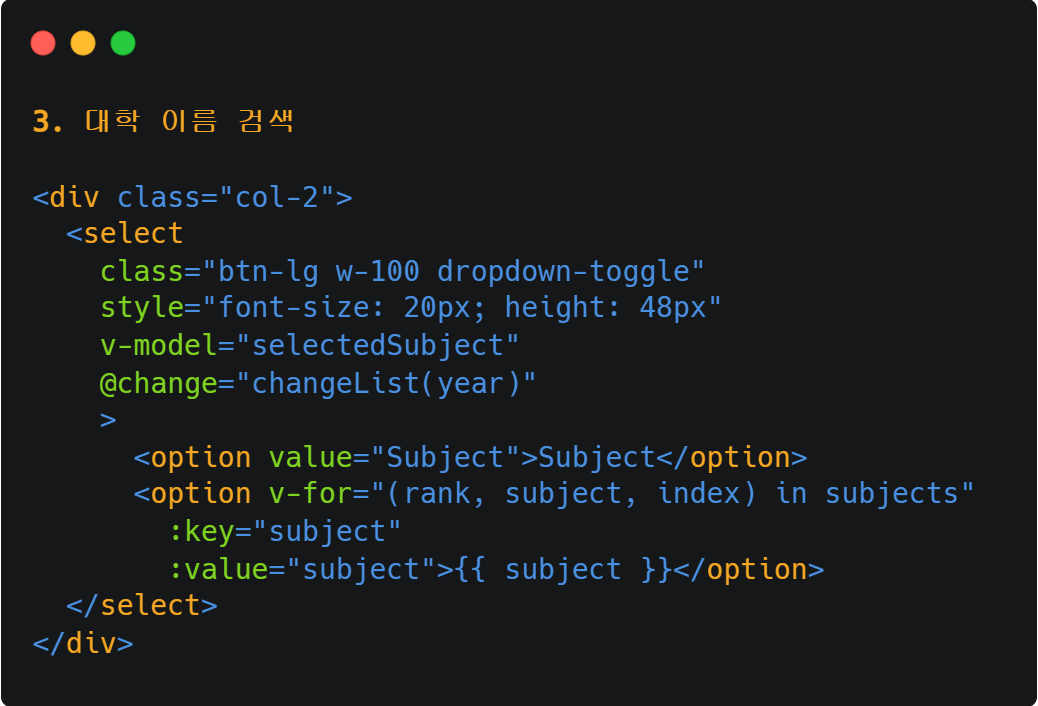 3. 대학 이름 검색
<div class="col-2">
<select
class="btn-lg w-100 dropdown-toggle"
style="font-size: 20px; height: 48px"
v-model="selectedSubject"
@change="changeList(year)"
>
<option value="Subject">Subject</option>
<option v-for="(rank, subject, index) in subjects"
:key="subject"
:value="subject">{{ subject }}</option>
</select>
</div>